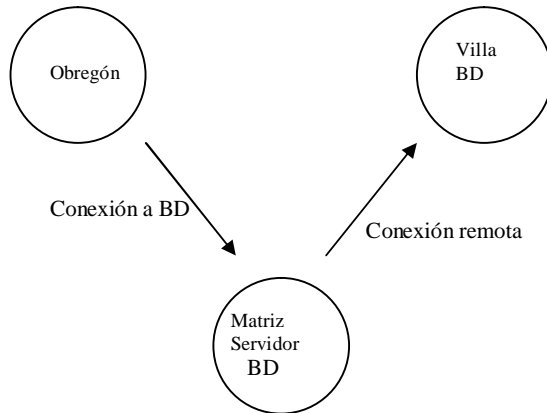 Obregón
Villa
BD
Conexión a BD
Conexión remota
Matriz
Servidor
BD